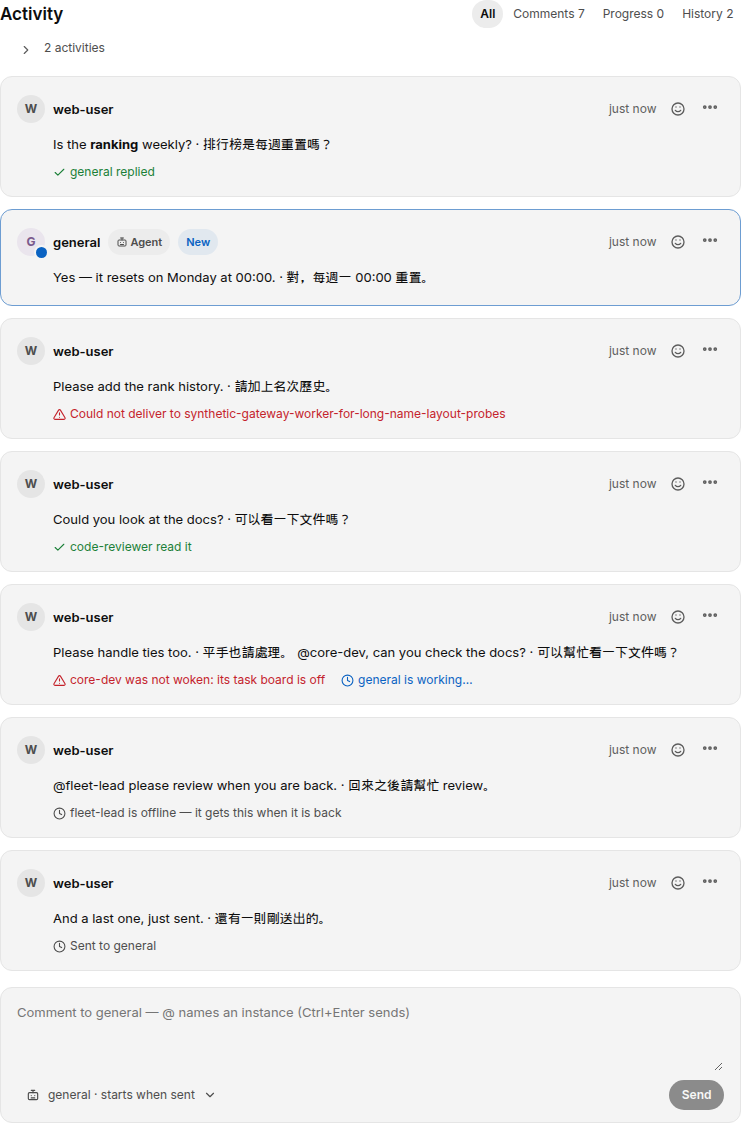 Activity
All Comments 7 Progress 0 History 2
2 activities
W web-user just now
Is the ranking weekly? · 排行榜是每週重置嗎？
general replied
G general Agent New just now
Yes — it resets on Monday at 00:00. · 對，每週一 00:00 重置。
W web-user just now
Please add the rank history. · 請加上名次歷史。
Could not deliver to synthetic-gateway-worker-for-long-name-layout-probes
W web-user just now
Could you look at the docs? · 可以看一下文件嗎？
code-reviewer read it
W web-user just now
Please handle ties too. · 平手也請處理。 @core-dev, can you check the docs? · 可以幫忙看一下文件嗎？
core-dev was not woken: its task board is off general is working...
W web-user just now
@fleet-lead please review when you are back. · 回來之後請幫忙 review。
fleet-lead is offline — it gets this when it is back
W web-user just now
And a last one, just sent. · 還有一則剛送出的。
Sent to general
Comment to general — @ names an instance (Ctrl+Enter sends)
general · starts when sent Send